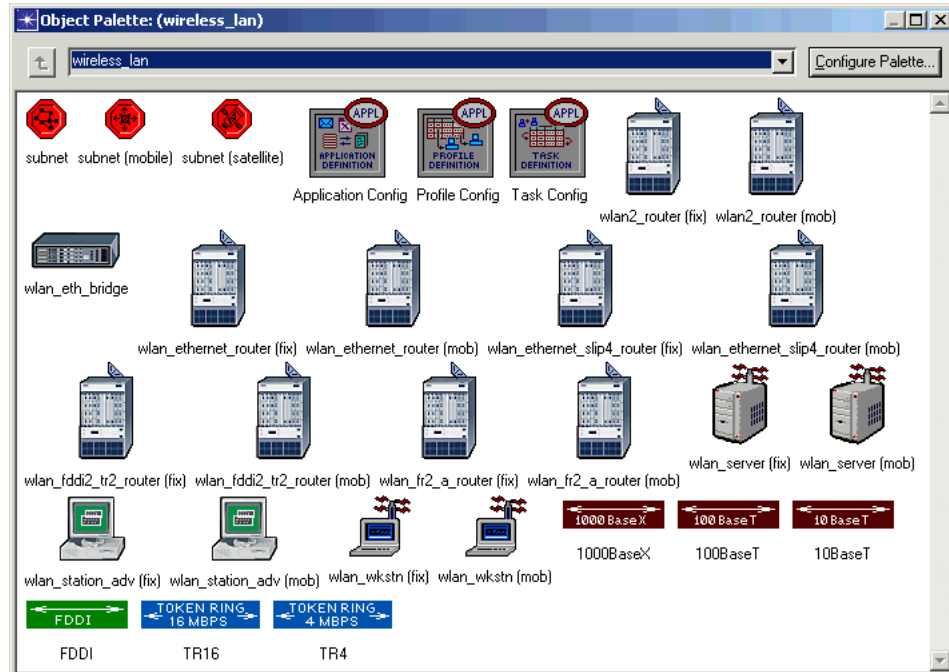 Object Palette: (wireless_lan)
wireless_lan
Configure Palette...
APPL APPL APPL
APPLICATION DEFINITION PROFILE DEFINITION TASK DEFINITION
subnet subnet (mobile) subnet (satellite)
Application Config Profile Config Task Config
wlan2_router (fix) wlan2_router (mob)
wlan_eth_bridge
wlan_ethernet_router (fix) wlan_ethernet_router (mob) wlan_ethernet_slip4_router (fix) wlan_ethernet_slip4_router (mob)
wlan_server (fix) wlan_server (mob)
wlan_fddi2_tr2_router (fix) wlan_fddi2_tr2_router (mob) wlan_fr2_a_router (fix) wlan_fr2_a_router (mob)
1000 Base X 100 Base T 10 Base T
1000BaseX 100BaseT 10BaseT
wlan_station_adv (fix) wlan_station_adv (mob) wlan_wkstn (fix) wlan_wkstn (mob)
FDDI TOKEN RING 16 MBPS TOKEN RING 4 MBPS
FDDI TR16 TR4